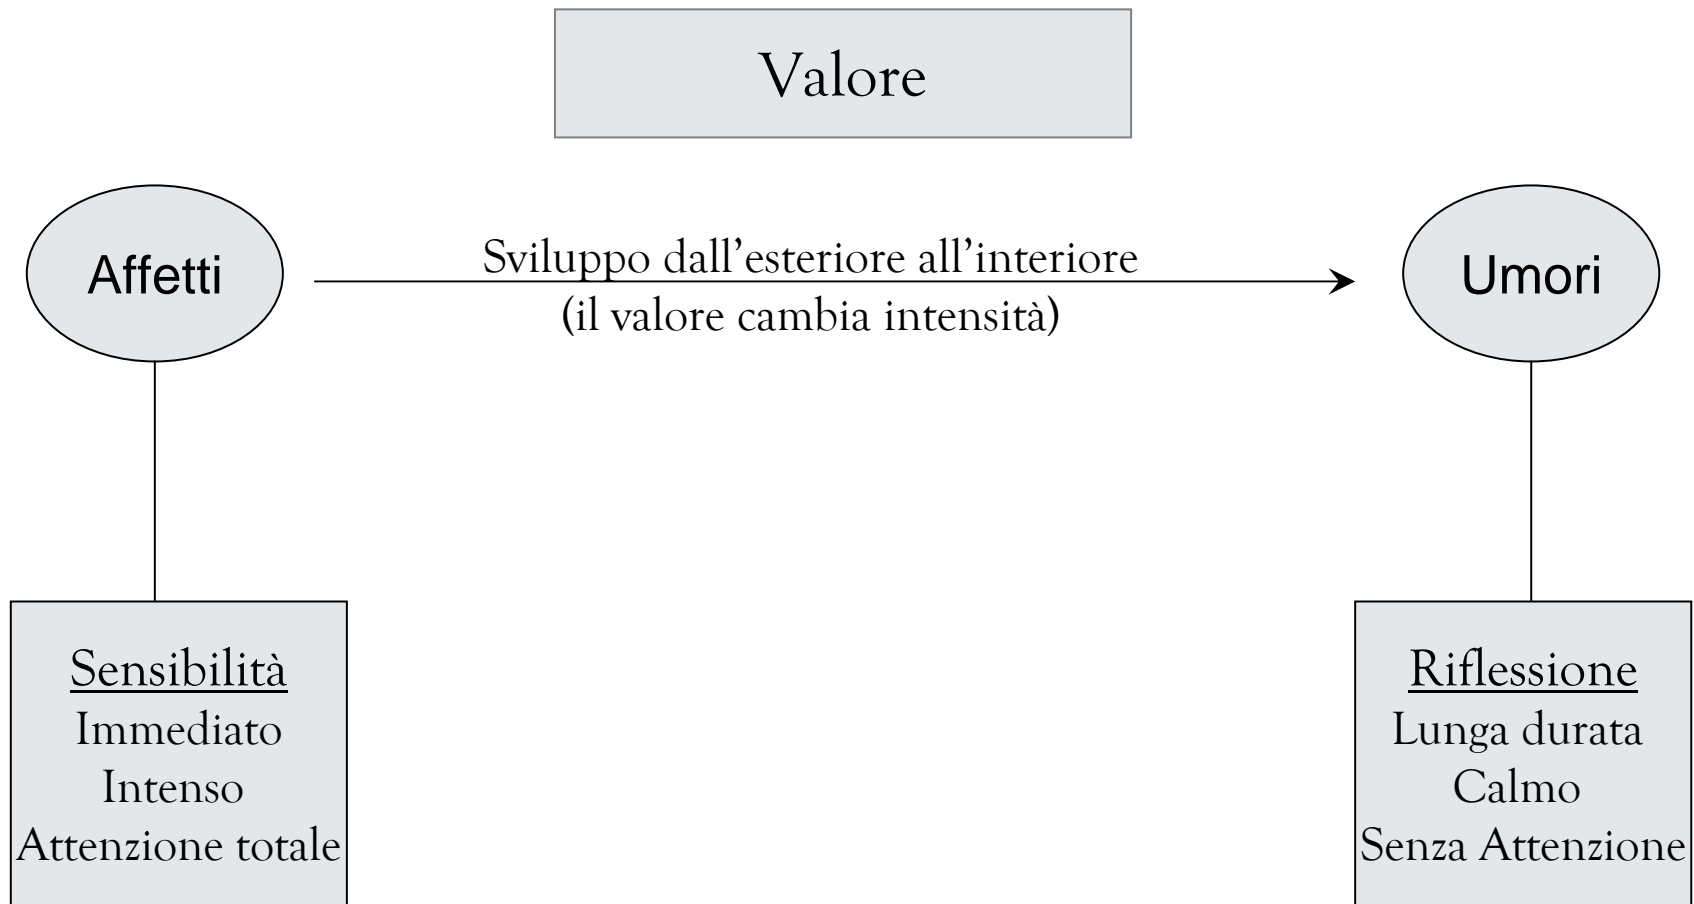 Valore
Affetti
Sviluppo dall’esteriore all’interiore
(il valore cambia intensità)
Umori
Sensibilità
Immediato
Intenso
Attenzione totale
Riflessione
Lunga durata
Calmo
Senza Attenzione